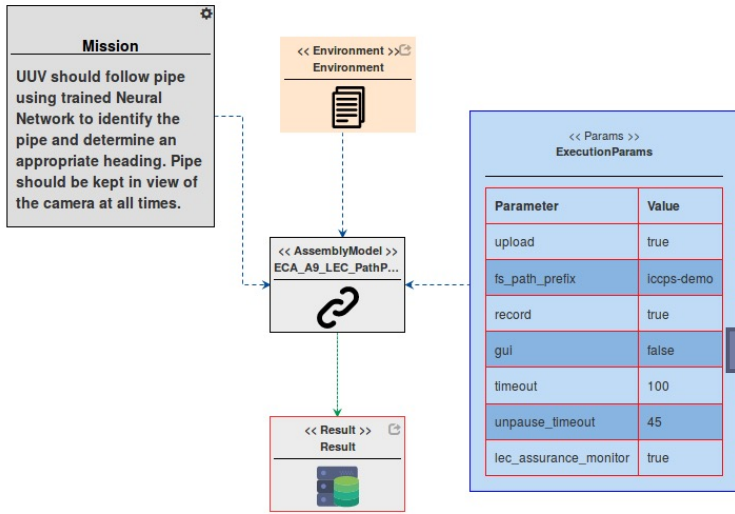 Mission
UUV should follow pipe
using trained Neural
Network to identify the
pipe and determine an
appropriate heading. Pipe
should be kept in view of
the camera at all times.
<< Environment >>
Environment
<< AssemblyModel >>
ECA_A9_LEC_PathP...
<< Result >>
Result
<< Params >>
ExecutionParams
Parameter Value
upload true
fs_path_prefix iccps-demo
record true
gui false
timeout 100
unpause_timeout 45
lec_assurance_monitor true